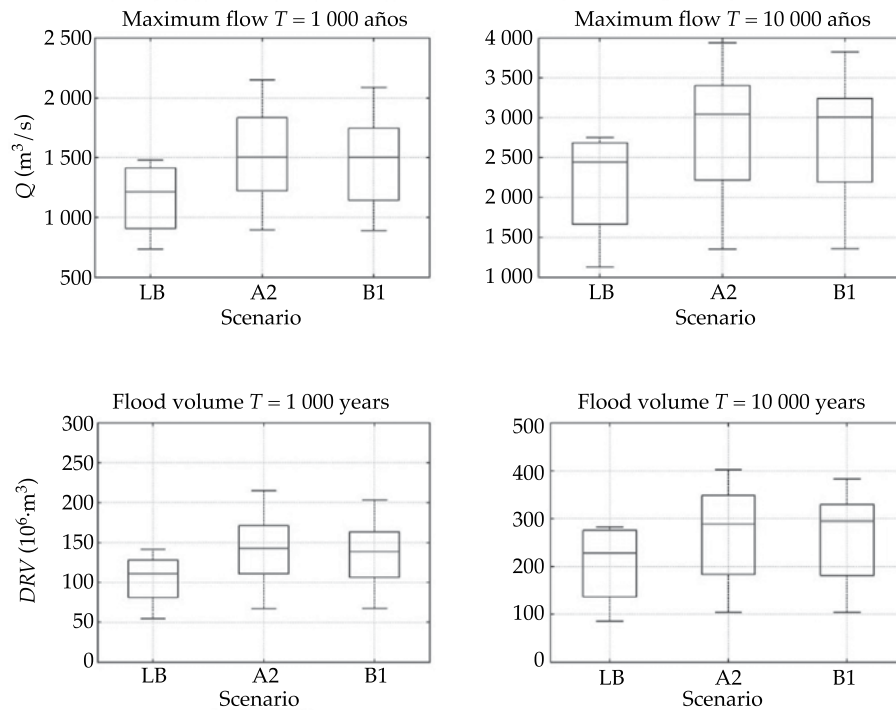 Maximum flow T = 1 000 años
Q (m³/s)
2 500
2 000
1 500
1 000
500
LB A2 B1
Scenario
Maximum flow T = 10 000 años
4 000
3 500
3 000
2 500
2 000
1 500
1 000
LB A2 B1
Scenario
Flood volume T = 1 000 years
DRV (10⁶·m³)
300
250
200
150
100
50
0
LB A2 B1
Scenario
Flood volume T = 10 000 years
500
400
300
200
100
0
LB A2 B1
Scenario